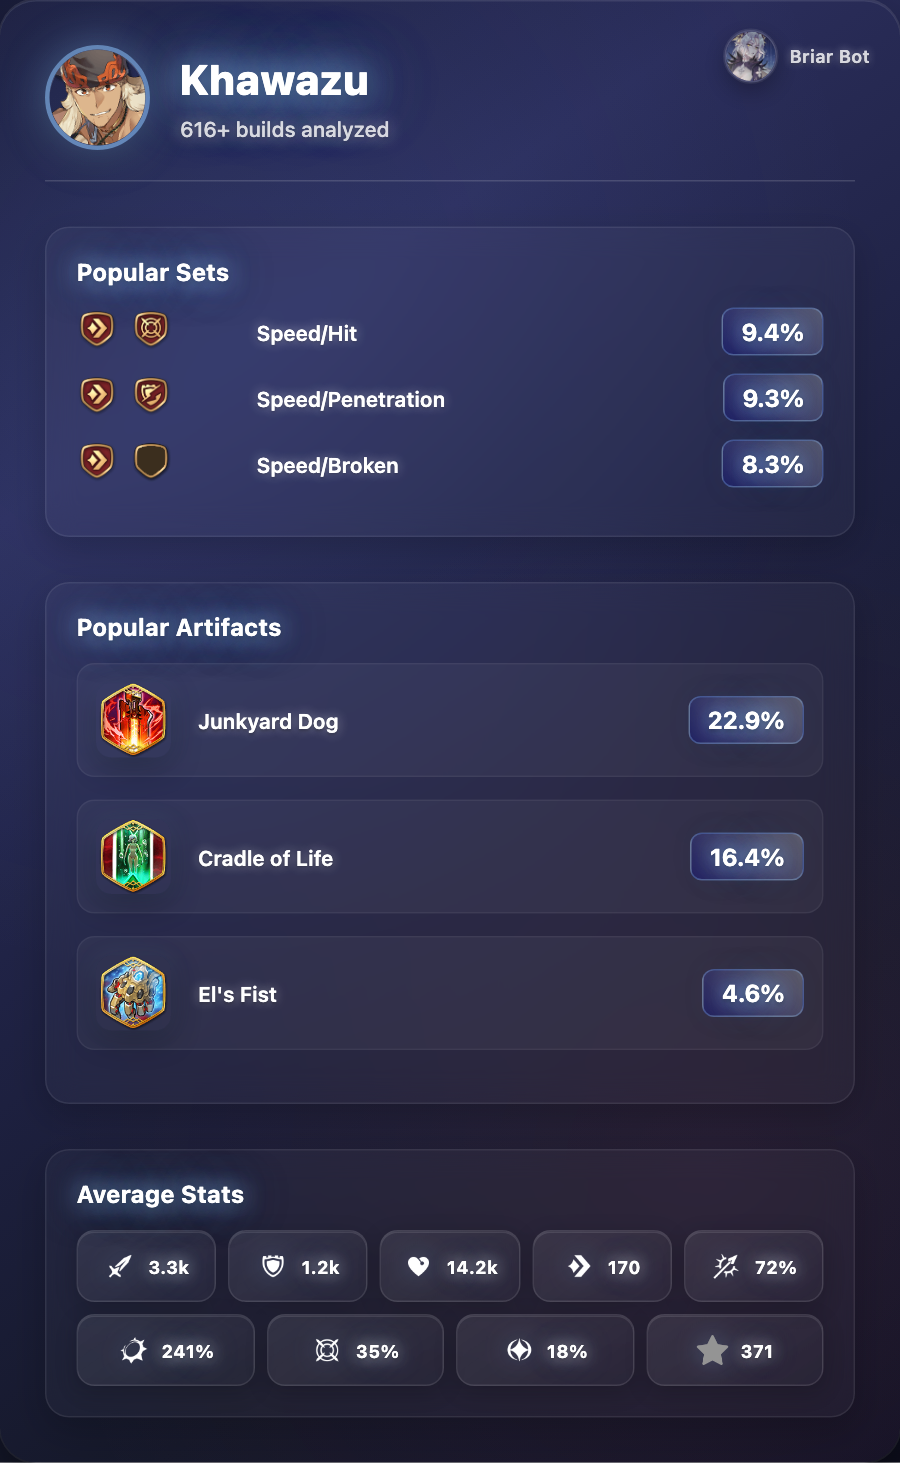 Khawazu
616+ builds analyzed
Briar Bot
Popular Sets
Speed/Hit
9.4%
Speed/Penetration
9.3%
Speed/Broken
8.3%
Popular Artifacts
Junkyard Dog
22.9%
Cradle of Life
16.4%
El's Fist
4.6%
Average Stats
3.3k
1.2k
14.2k
170
72%
241%
35%
18%
371